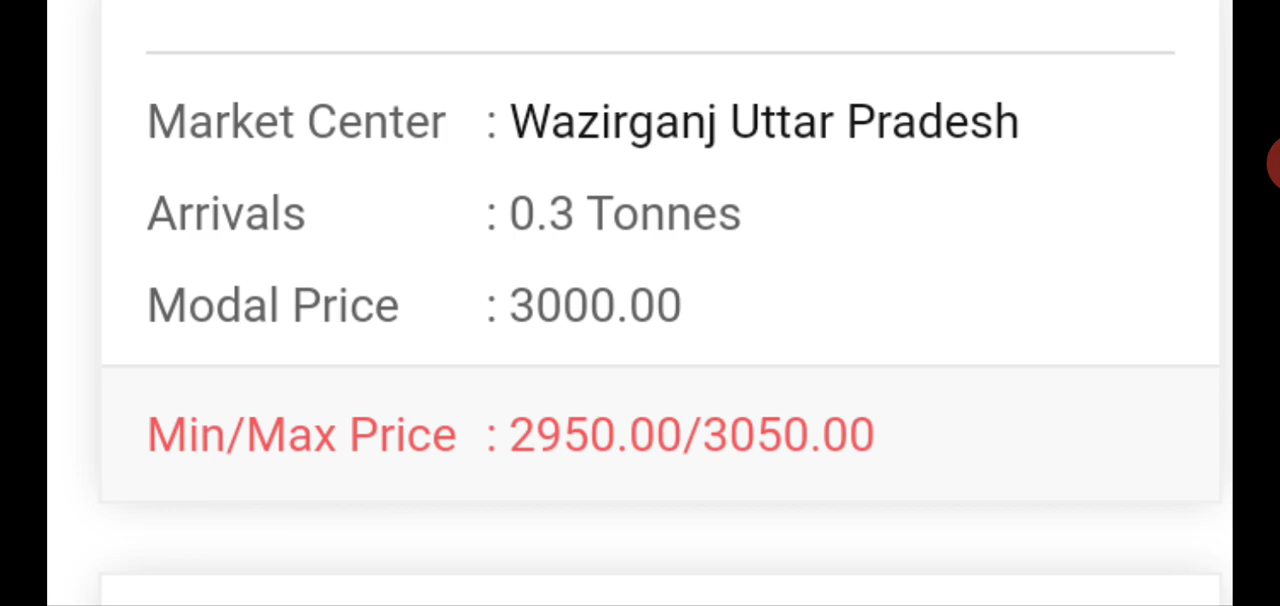 Market Center : Wazirganj Uttar Pradesh
Arrivals : 0.3 Tonnes
Modal Price : 3000.00
Min/Max Price : 2950.00/3050.00